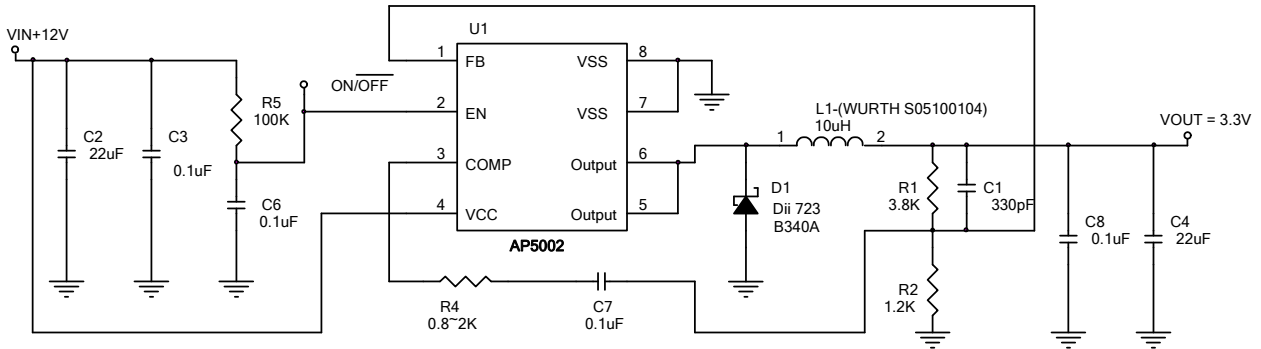 VIN+12V
U1
1
FB
VSS
8
ON/OFF
R5
100K
2
EN
VSS
7
L1-(WURTH S05100104)
10uH
VOUT = 3.3V
C2
22uF
C3
0.1uF
3
COMP
Output
6
1
2
C6
0.1uF
4
VCC
Output
5
D1
Dii 723
B340A
R1
3.8K
C1
330pF
AP5002
C8
0.1uF
C4
22uF
R4
0.8~2K
C7
0.1uF
R2
1.2K